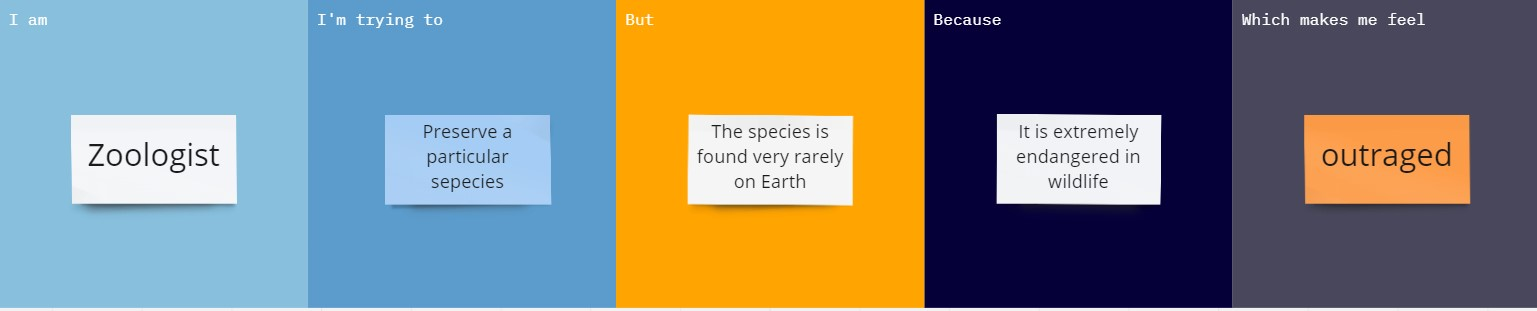 I am
I'm trying to
But
Because
Which makes me feel
Zoologist
Preserve a
particular
sepecies
The species is
found very rarely
on Earth
It is extremely
endangered in
wildlife
outraged